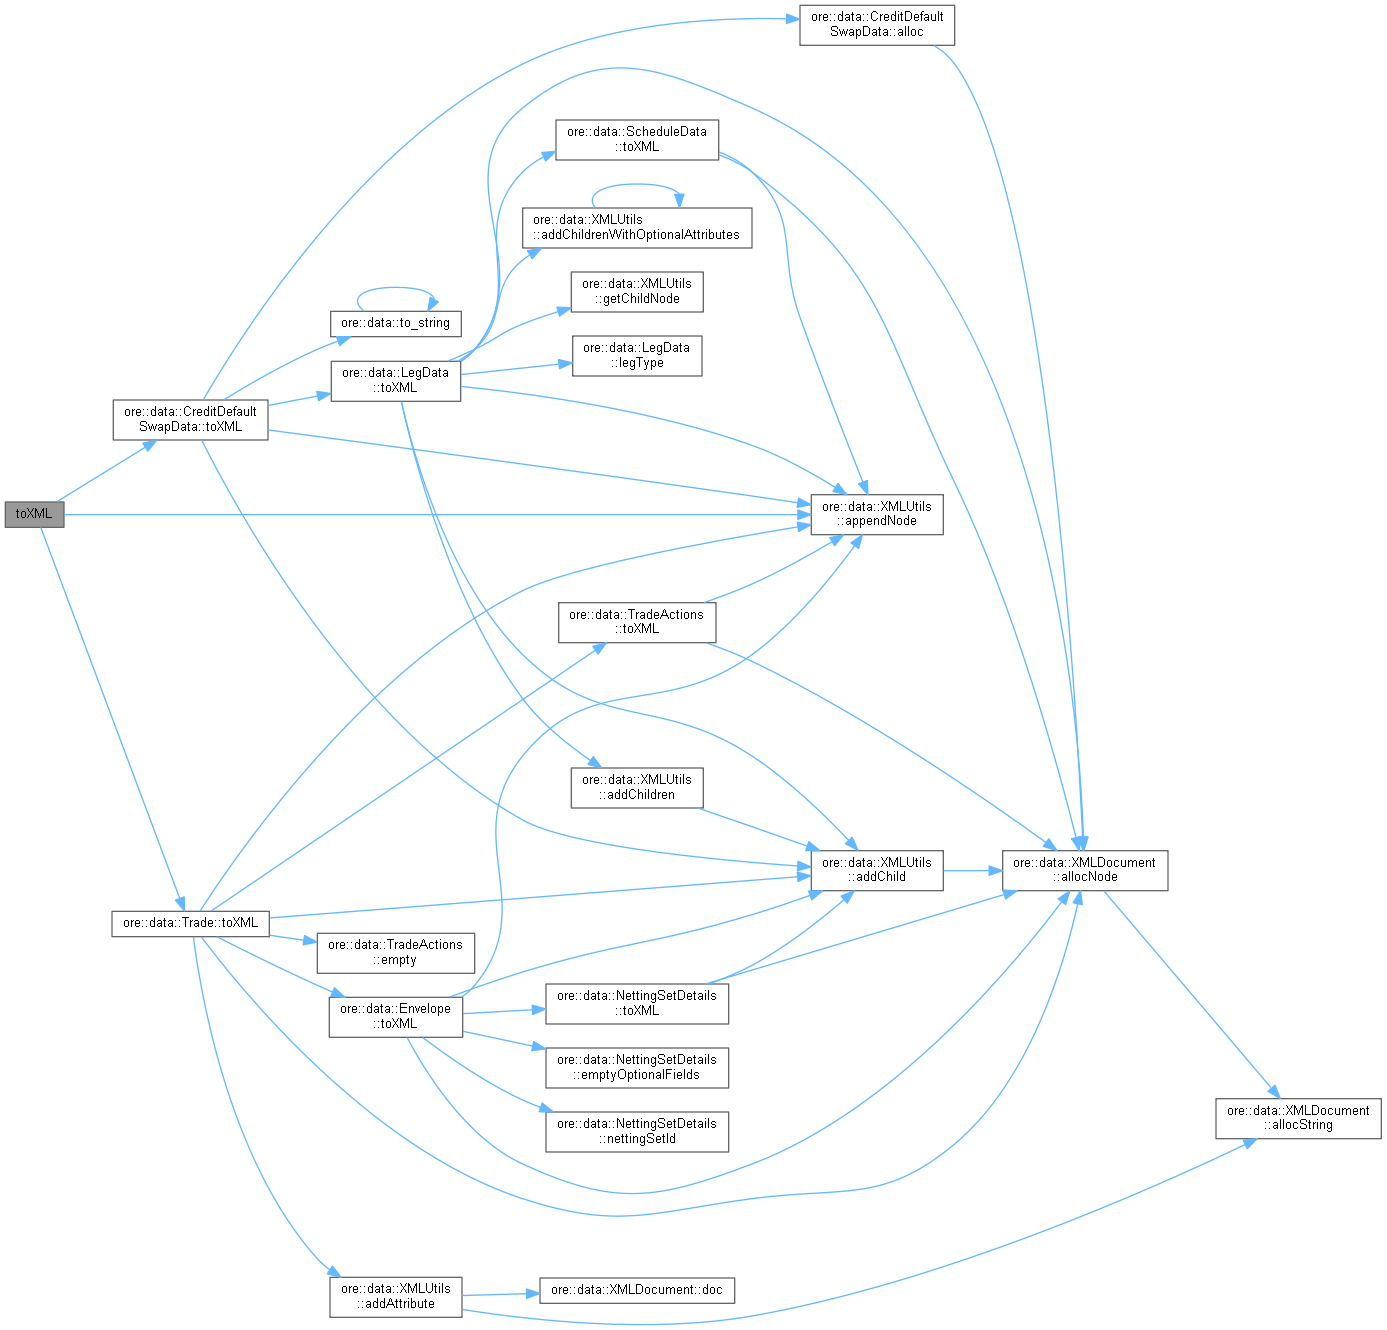 ore::data::CreditDefault
SwapData::alloc
ore::data::ScheduleData
::toXML
ore::data::XMLUtils
::addChildrenWithOptionalAttributes
ore::data::XMLUtils
::getChildNode
ore::data::to_string
ore::data::LegData
::legType
ore::data::LegData
::toXML
ore::data::CreditDefault
SwapData::toXML
toXML
ore::data::XMLUtils
::appendNode
ore::data::TradeActions
::toXML
ore::data::XMLUtils
::addChildren
ore::data::XMLUtils
::addChild
ore::data::XMLDocument
::allocNode
ore::data::Trade::toXML
ore::data::TradeActions
::empty
ore::data::Envelope
::toXML
ore::data::NettingSetDetails
::toXML
ore::data::NettingSetDetails
::emptyOptionalFields
ore::data::NettingSetDetails
::nettingSetId
ore::data::XMLDocument
::allocString
ore::data::XMLUtils
::addAttribute
ore::data::XMLDocument::doc